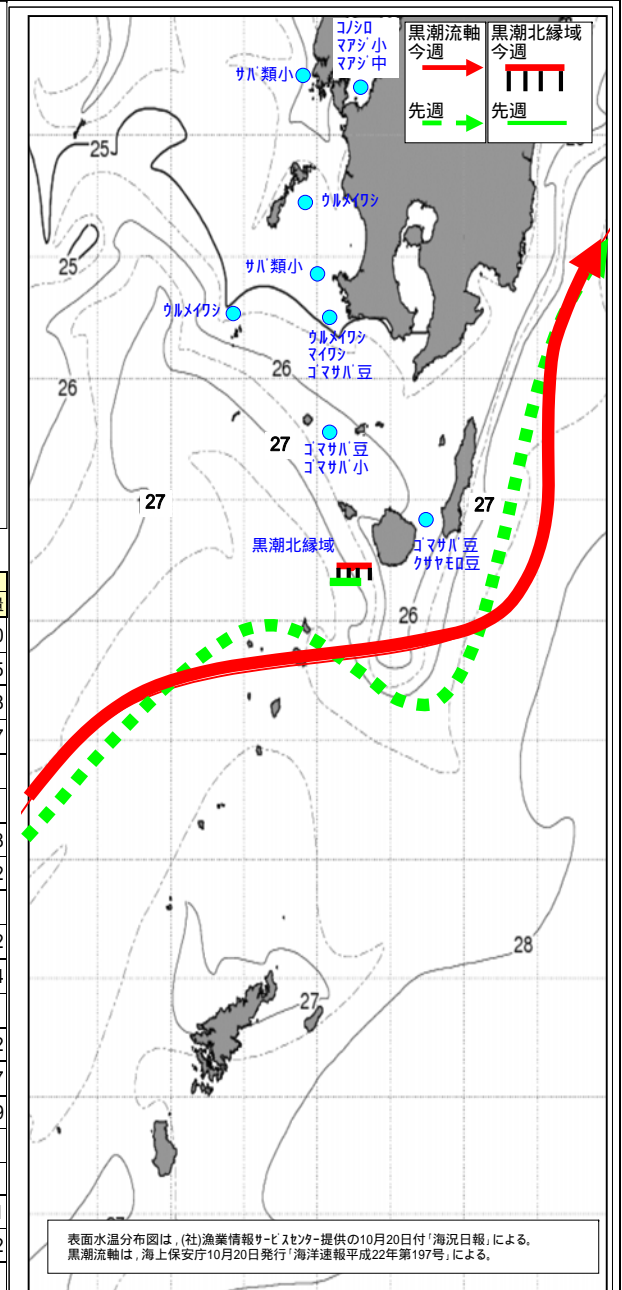 コノシロ
マアジ小
マアジ中
サバ類小
黒潮流軸
今週
先週
黒潮北縁域
今週
先週
25
ウルメイワシ
25
サバ類小
ウルメイワシ
ウルメイワシ
マイワシ
ゴマサバ豆
26
26
27
ゴマサバ豆
ゴマサバ小
27
27
ゴマサバ豆
クサヤモロ豆
黒潮北縁域
26
28
27
表面水温分布図は，(社)漁業情報サービスセンター提供の10月20日付「海況日報」による。
黒潮流軸は，海上保安庁10月20日発行「海洋速報平成22年第197号」による。